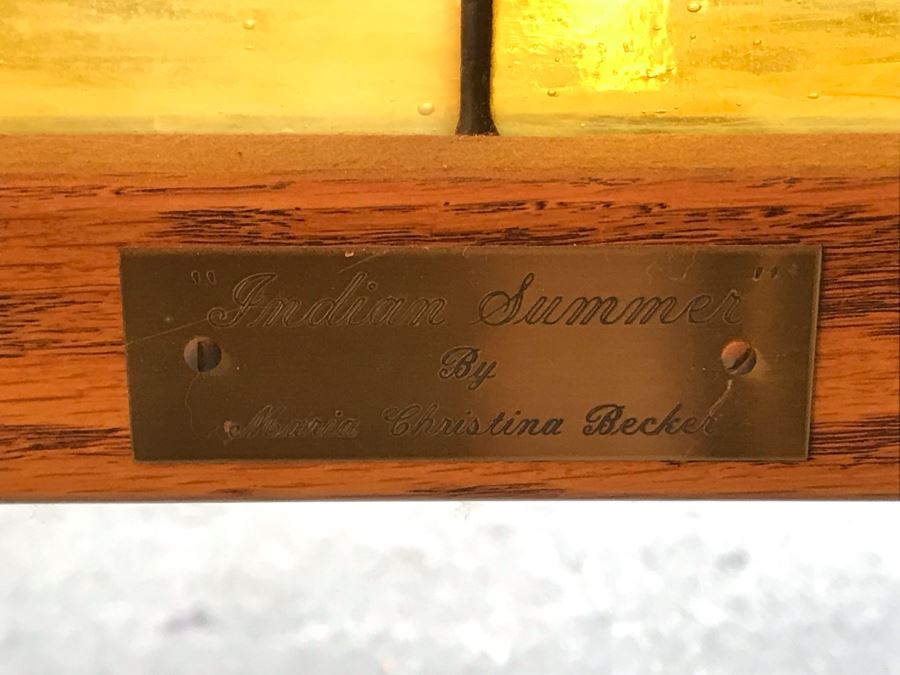 "Indian Summer"
By
Maria Christina Becker